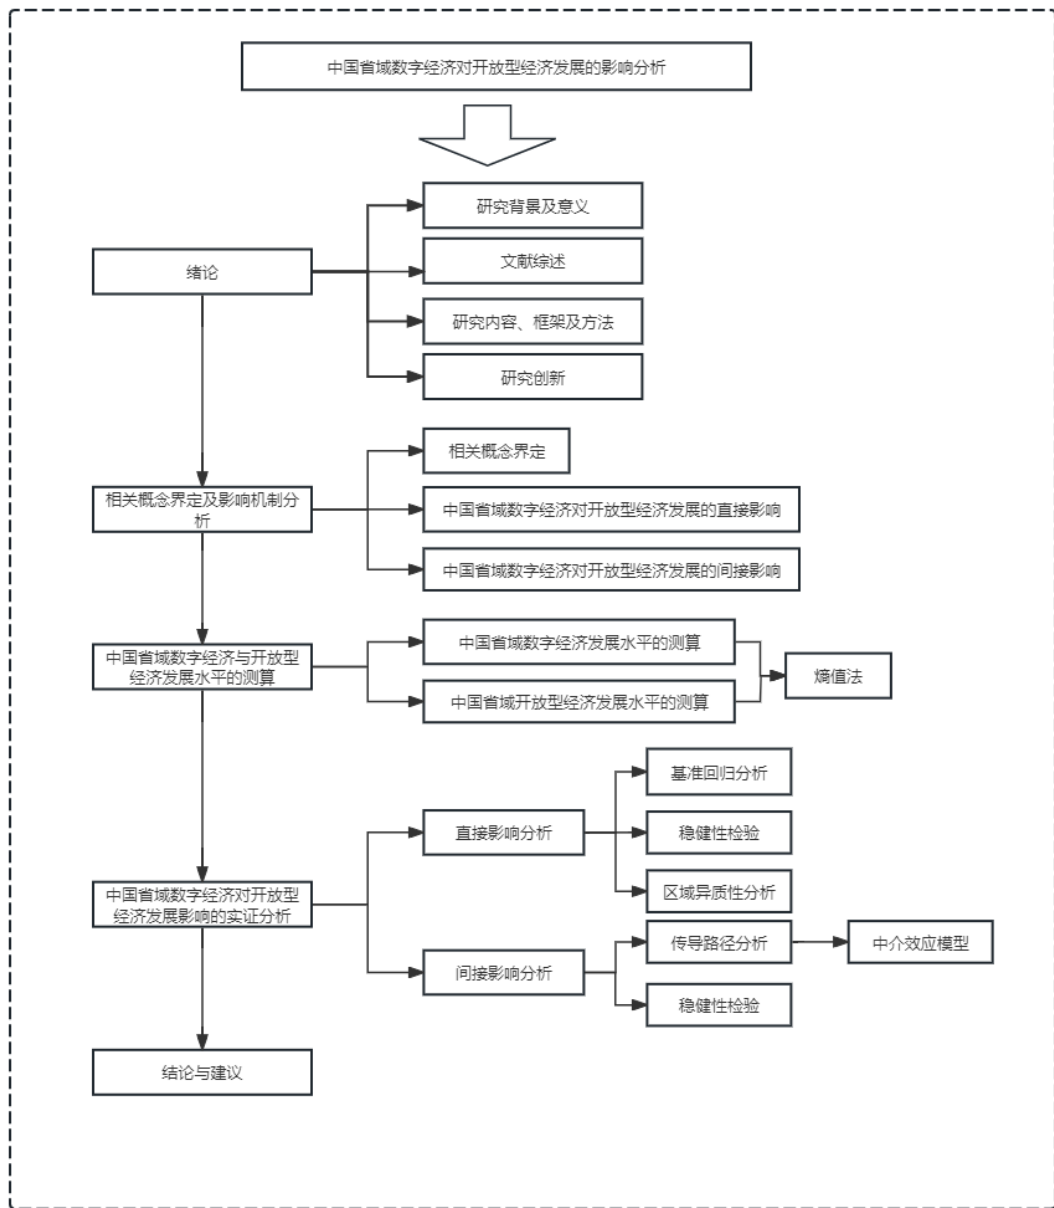 中国省域数字经济对开放型经济发展的影响分析
绪论
研究背景及意义
文献综述
研究内容、框架及方法
研究创新
相关概念界定及影响机制分
析
相关概念界定
中国省域数字经济对开放型经济发展的直接影响
中国省域数字经济对开放型经济发展的间接影响
中国省域数字经济与开放型
经济发展水平的测算
中国省域数字经济发展水平的测算
中国省域开放型经济发展水平的测算
熵值法
中国省域数字经济对开放型
经济发展影响的实证分析
直接影响分析
基准回归分析
稳健性检验
区域异质性分析
间接影响分析
传导路径分析
中介效应模型
稳健性检验
结论与建议